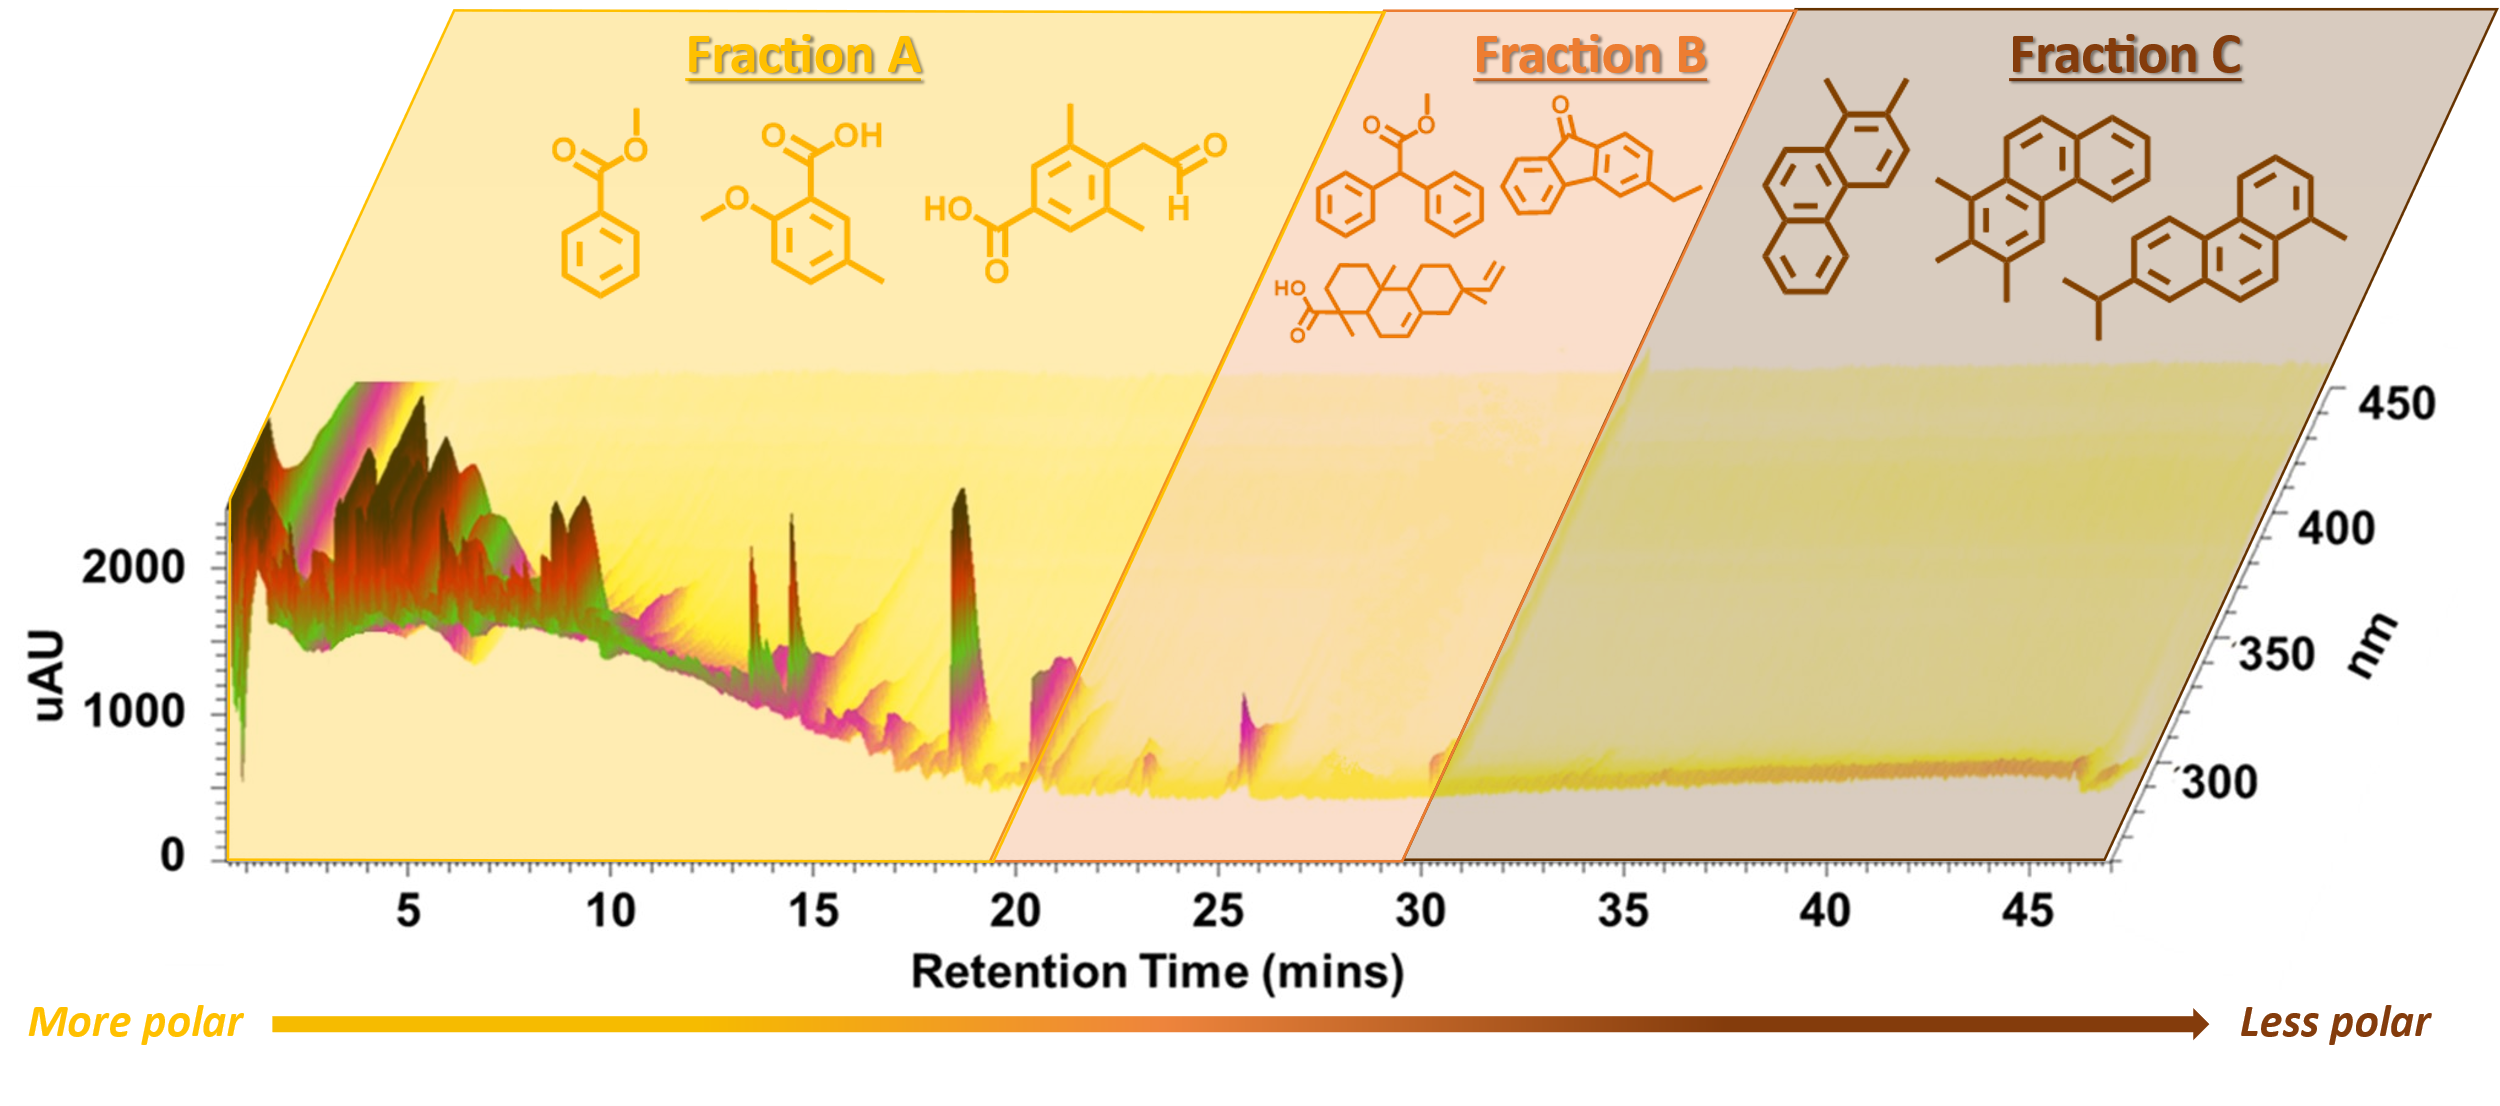 Fraction A
Fraction B
Fraction C
O
O
O
OH
O
HO
O
O
H
O
O
O
HO
O
450
400
350
300
nm
2000
1000
0
uAU
5
10
15
20
25
30
35
40
45
Retention Time (mins)
More polar
Less polar